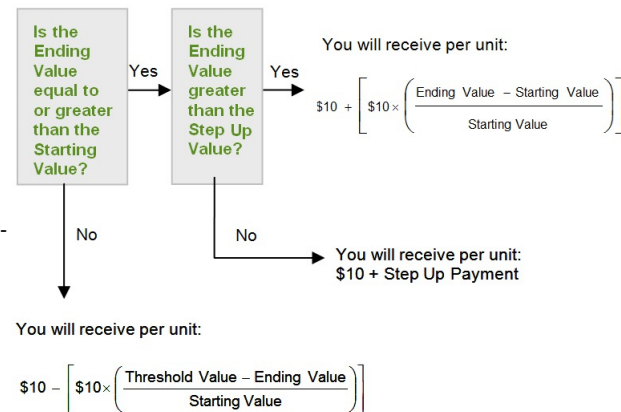 Is the
Ending
Value
equal to
or greater
than the
Starting
Value?
Yes
Is the
Ending
Value
greater
than the
Step Up
Value?
Yes
You will receive per unit:
$10 + [ $10 × ( Ending Value – Starting Value
Starting Value ) ]
No
No
You will receive per unit:
$10 + Step Up Payment
You will receive per unit:
$10 – [ $10× ( Threshold Value – Ending Value
Starting Value ) ]